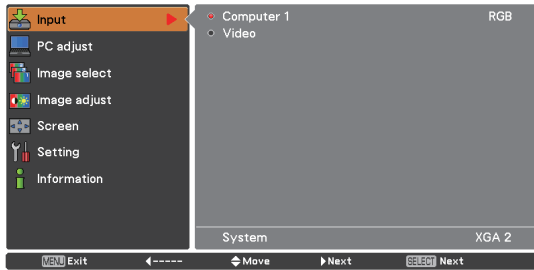 Input
PC adjust
Image select
Image adjust
Screen
Setting
Information
Computer 1 RGB
Video
System XGA 2
MENU Exit ◀----- ◆Move ▶Next SELECT Next